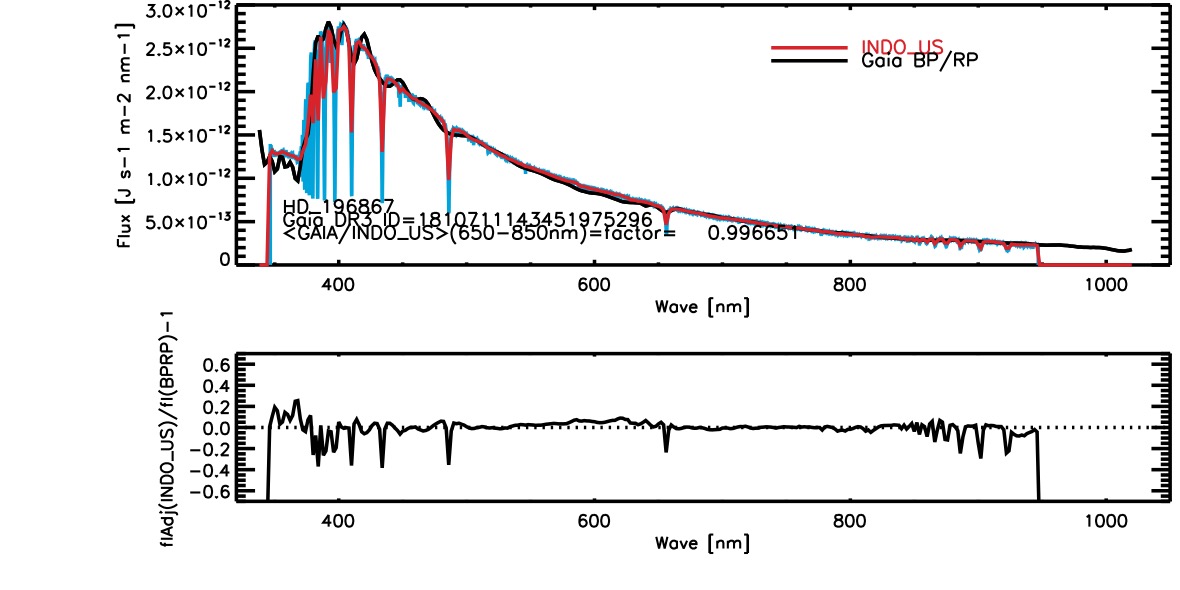 3.0×10−12
2.5×10−12
2.0×10−12
1.5×10−12
1.0×10−12
5.0×10−13
0
Flux [J s−1 m−2 nm−1]
INDO_US
Gaia BP/RP
HD_196867
Gaia DR3 ID=1810711143451975296
<GAIA/INDO_US>(650−850nm)=factor= 0.996651
400 600 800 1000
Wave [nm]
0.6
0.4
0.2
0.0
−0.2
−0.4
−0.6
flAdj(INDO_US)/fl(BPRP)−1
400 600 800 1000
Wave [nm]